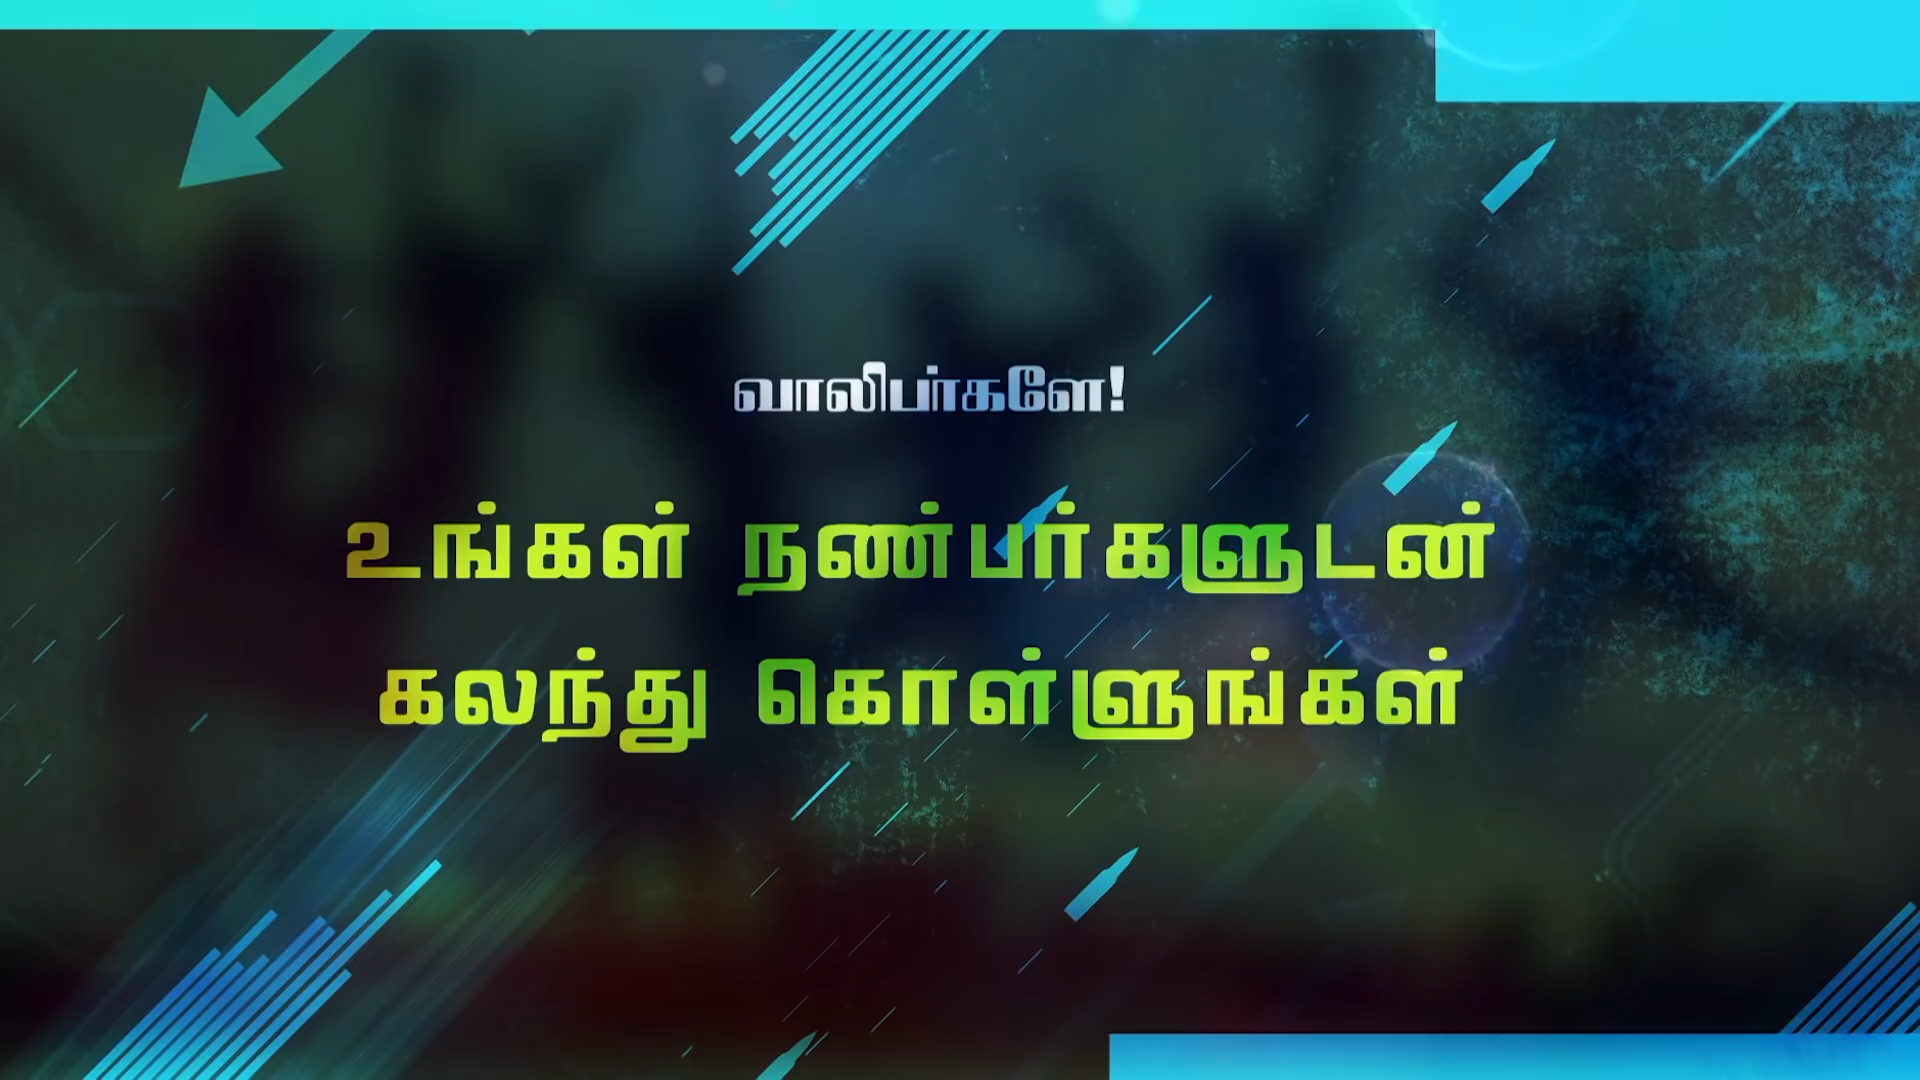 வாலிபர்களே!
உங்கள் நண்பர்களுடன்
கலந்து கொள்ளுங்கள்